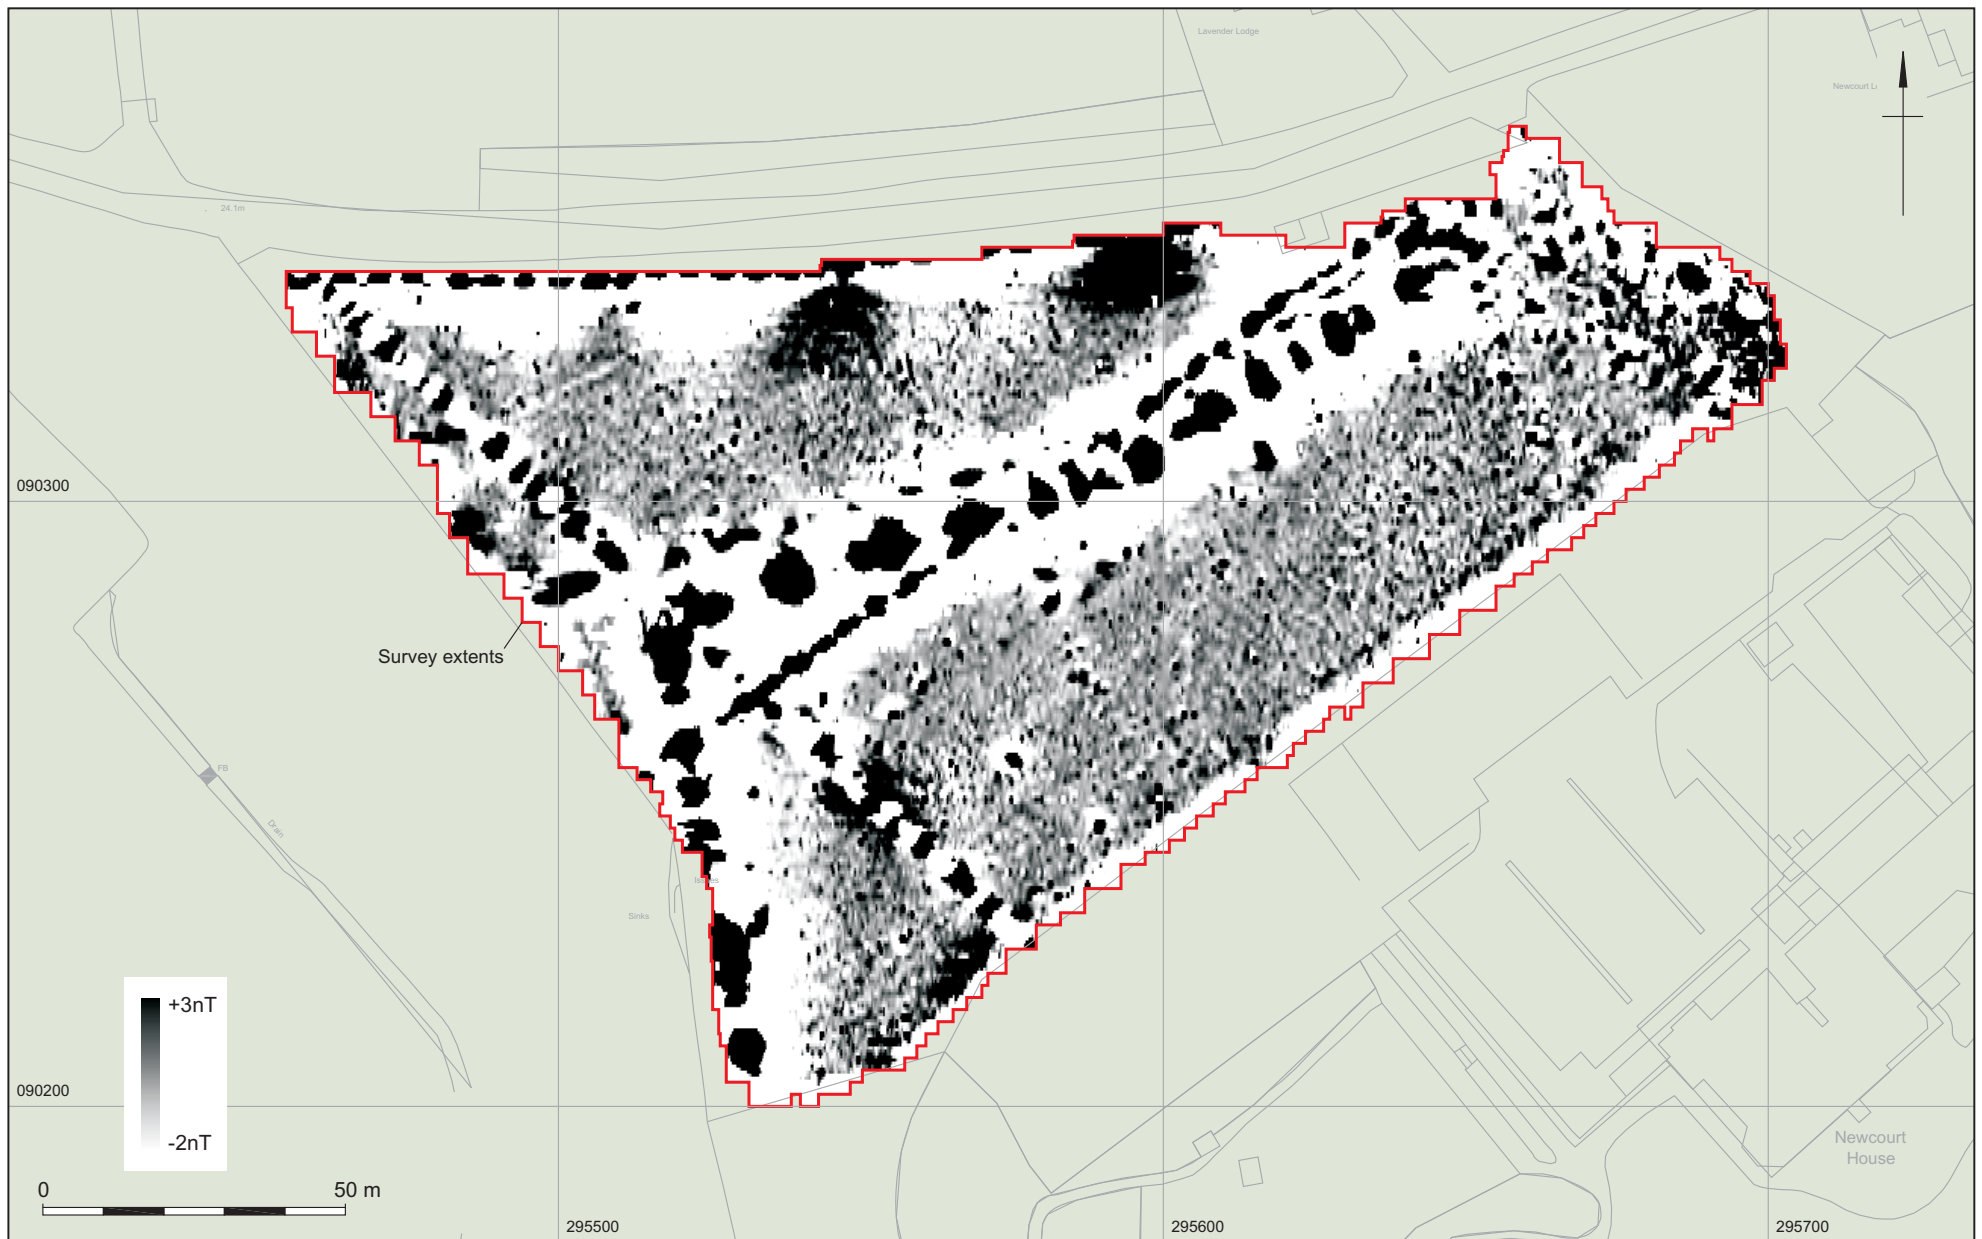 Lavender Lodge
Newcourt
24.1m
090300
Survey extents
FB
Drain
Sinks
+3nT
-2nT
090200
0 50 m
Newcourt
House
295500
295600
295700